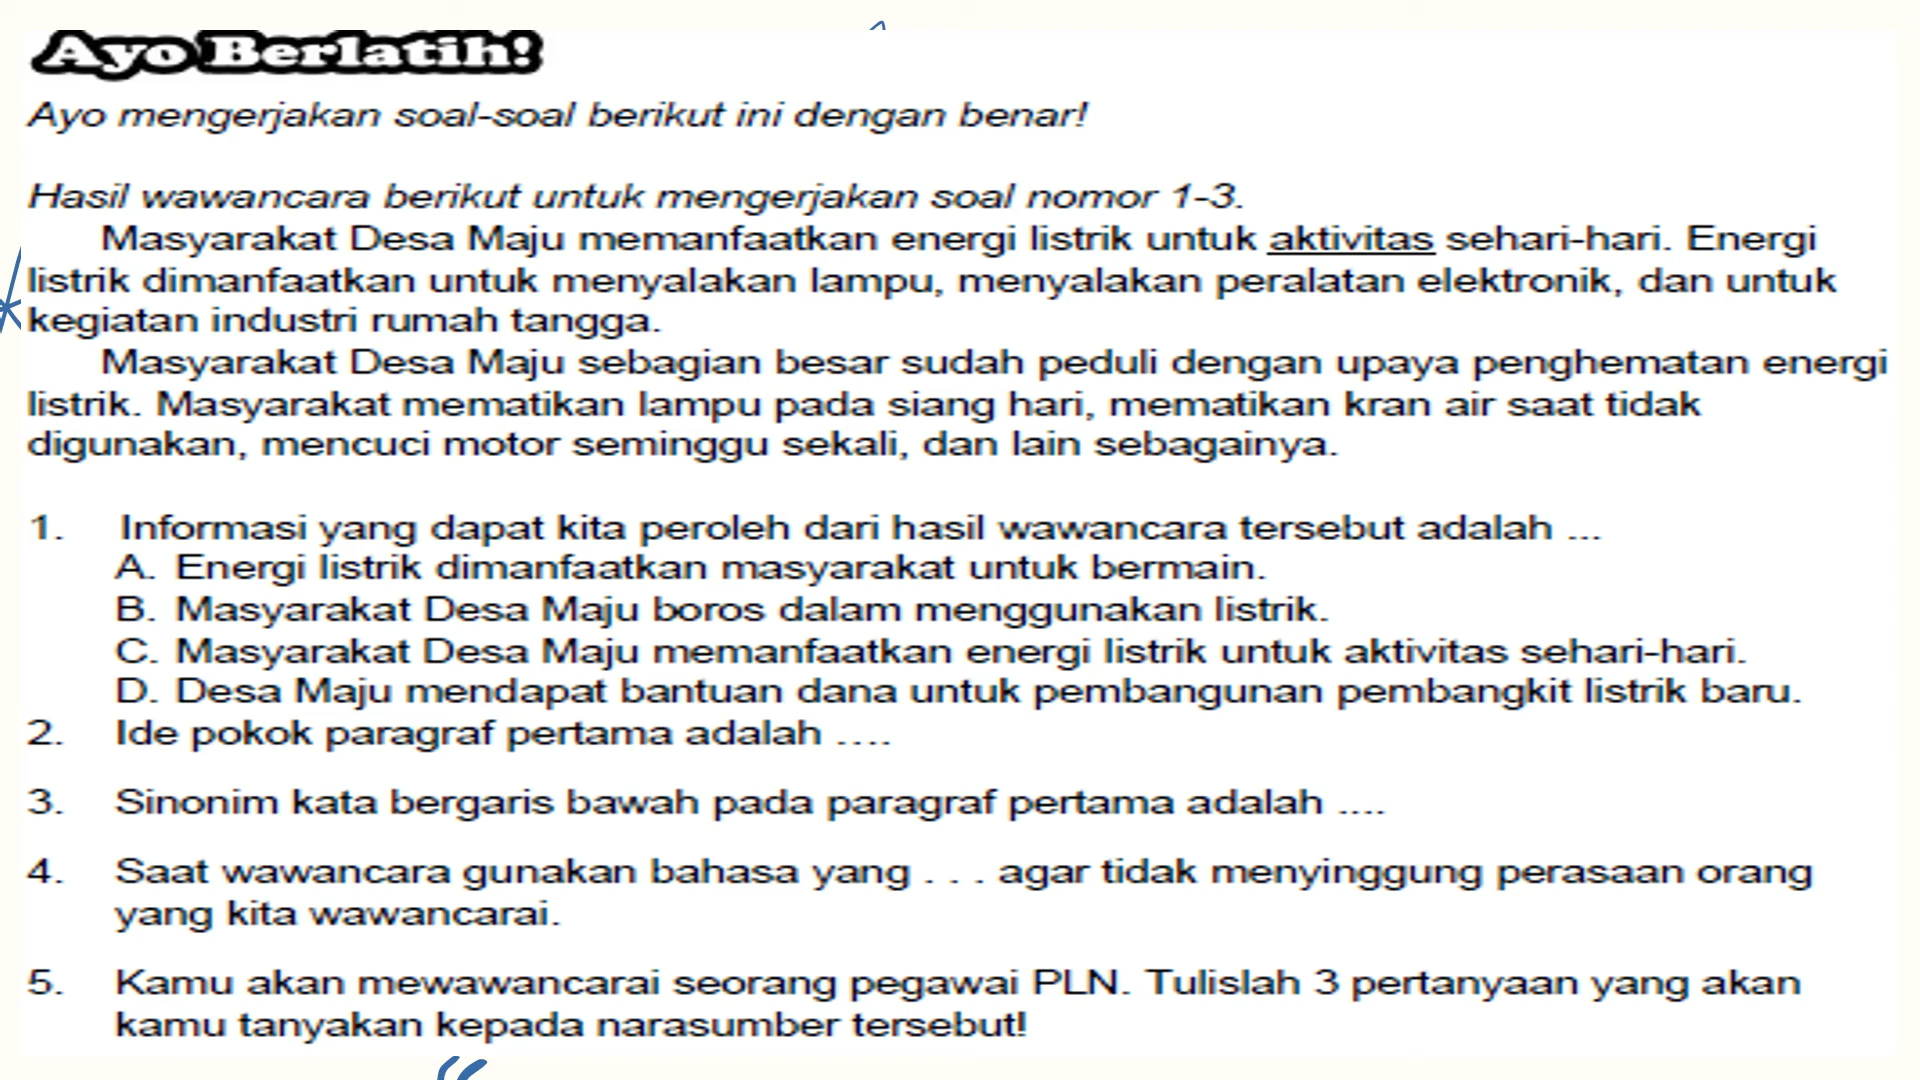 Ayo Berlatih!
Ayo mengerjakan soal-soal berikut ini dengan benar!
Hasil wawancara berikut untuk mengerjakan soal nomor 1-3.
Masyarakat Desa Maju memanfaatkan energi listrik untuk aktivitas sehari-hari. Energi
listrik dimanfaatkan untuk menyalakan lampu, menyalakan peralatan elektronik, dan untuk
kegiatan industri rumah tangga.
Masyarakat Desa Maju sebagian besar sudah peduli dengan upaya penghematan energi
listrik. Masyarakat mematikan lampu pada siang hari, mematikan kran air saat tidak
digunakan, mencuci motor seminggu sekali, dan lain sebagainya.
1. Informasi yang dapat kita peroleh dari hasil wawancara tersebut adalah ...
A. Energi listrik dimanfaatkan masyarakat untuk bermain.
B. Masyarakat Desa Maju boros dalam menggunakan listrik.
C. Masyarakat Desa Maju memanfaatkan energi listrik untuk aktivitas sehari-hari.
D. Desa Maju mendapat bantuan dana untuk pembangunan pembangkit listrik baru.
2. Ide pokok paragraf pertama adalah ....
3. Sinonim kata bergaris bawah pada paragraf pertama adalah ....
4. Saat wawancara gunakan bahasa yang . . . agar tidak menyinggung perasaan orang
yang kita wawancarai.
5. Kamu akan mewawancarai seorang pegawai PLN. Tulislah 3 pertanyaan yang akan
kamu tanyakan kepada narasumber tersebut!